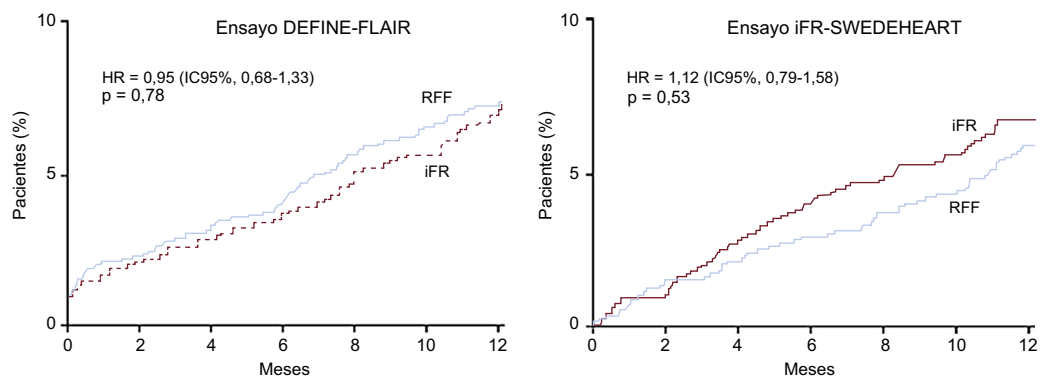 Ensayo DEFINE-FLAIR
10
HR = 0,95 (IC95%, 0,68-1,33)
p = 0,78
RFF
iFR
Pacientes (%)
5
0
0 2 4 6 8 10 12
Meses
Ensayo iFR-SWEDEHEART
10
HR = 1,12 (IC95%, 0,79-1,58)
p = 0,53
iFR
RFF
Pacientes (%)
5
0
0 2 4 6 8 10 12
Meses